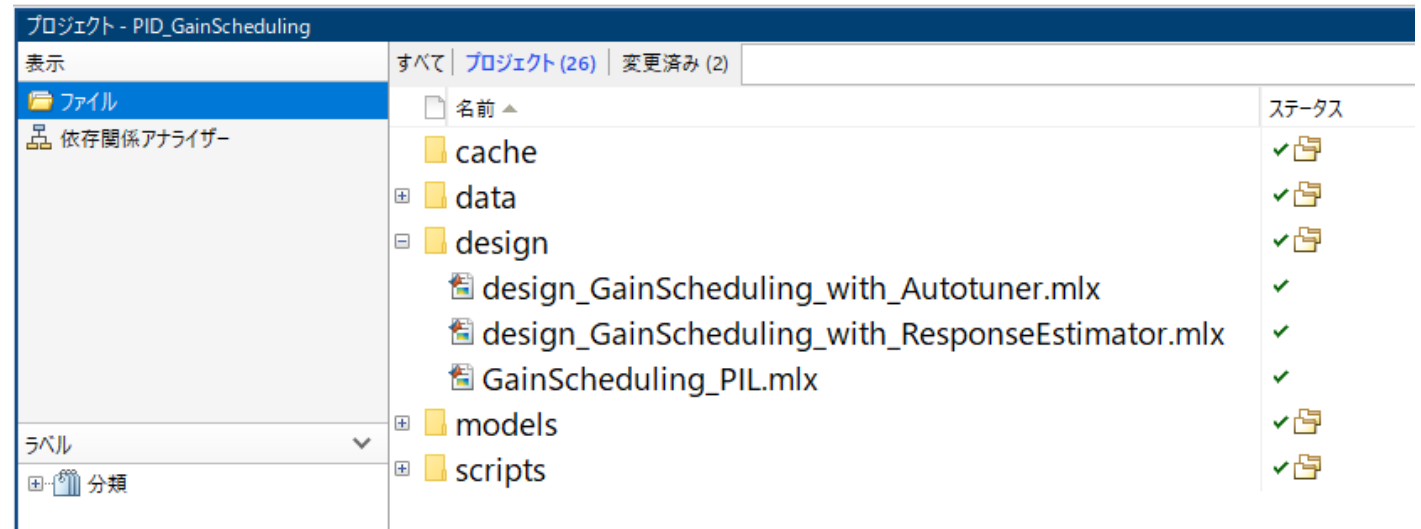 プロジェクト - PID_GainScheduling
表示
ファイル
依存関係アナライザー
ラベル
分類
すべて プロジェクト (26) 変更済み (2)
名前 ステータス
cache
data
design
design_GainScheduling_with_Autotuner.mlx
design_GainScheduling_with_ResponseEstimator.mlx
GainScheduling_PIL.mlx
models
scripts